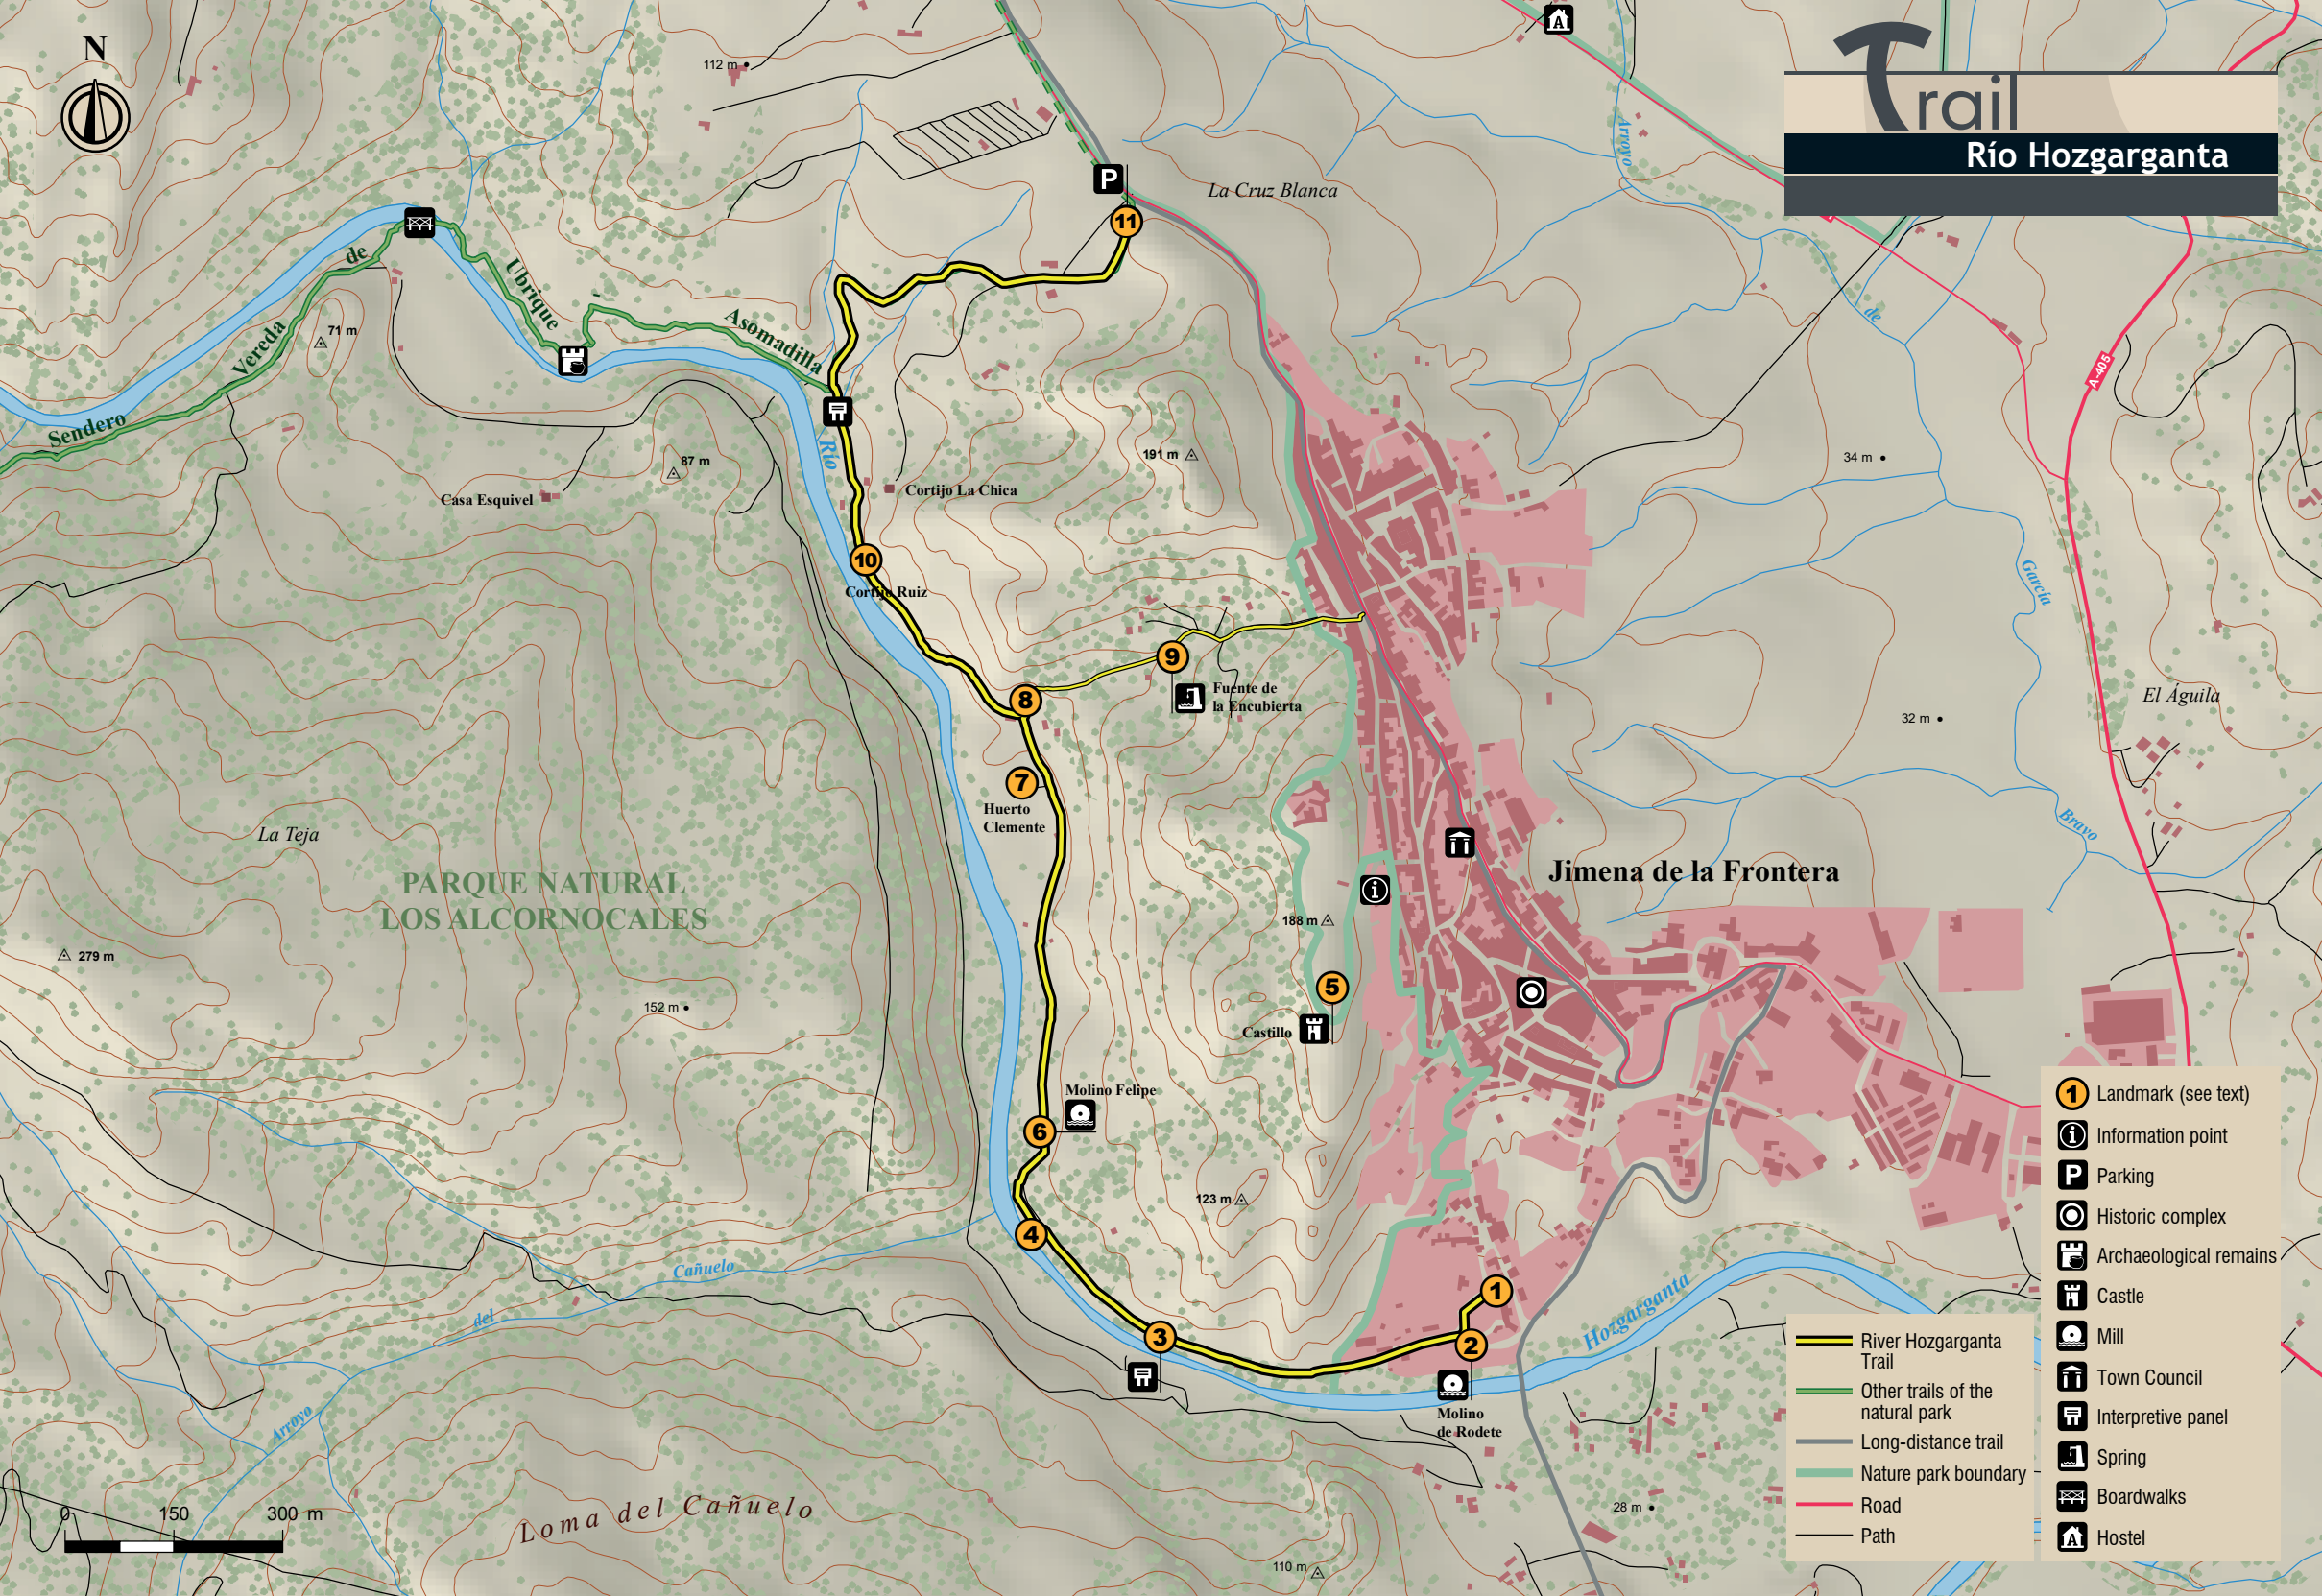 N
112 m
A
Trail
Río Hozgarganta
P
La Cruz Blanca
11
Arroyo
de
Ubrique
Asomadilla
de
Vereda
71 m
Sendero
A-405
Río
87 m
191 m
34 m
Casa Esquivel
Cortijo La Chica
10
Cortijo Ruiz
García
9
8
Fuente de
la Encubierta
El Águila
32 m
7
Huerto
Clemente
La Teja
Bravo
PARQUE NATURAL
LOS ALCORNOCALES
Jimena de la Frontera
i
188 m
279 m
152 m
5
Castillo
Molino Felipe
6
123 m
4
Cañuelo
del
Arroyo
1
3
2
Hozgarganta
Molino
de Rodete
28 m
Loma del Cañuelo
110 m
0 150 300 m
River Hozgarganta
Trail
Other trails of the
natural park
Long-distance trail
Nature park boundary
Road
Path
1 Landmark (see text)
i Information point
P Parking
Historic complex
Archaeological remains
Castle
Mill
Town Council
Interpretive panel
Spring
Boardwalks
A Hostel